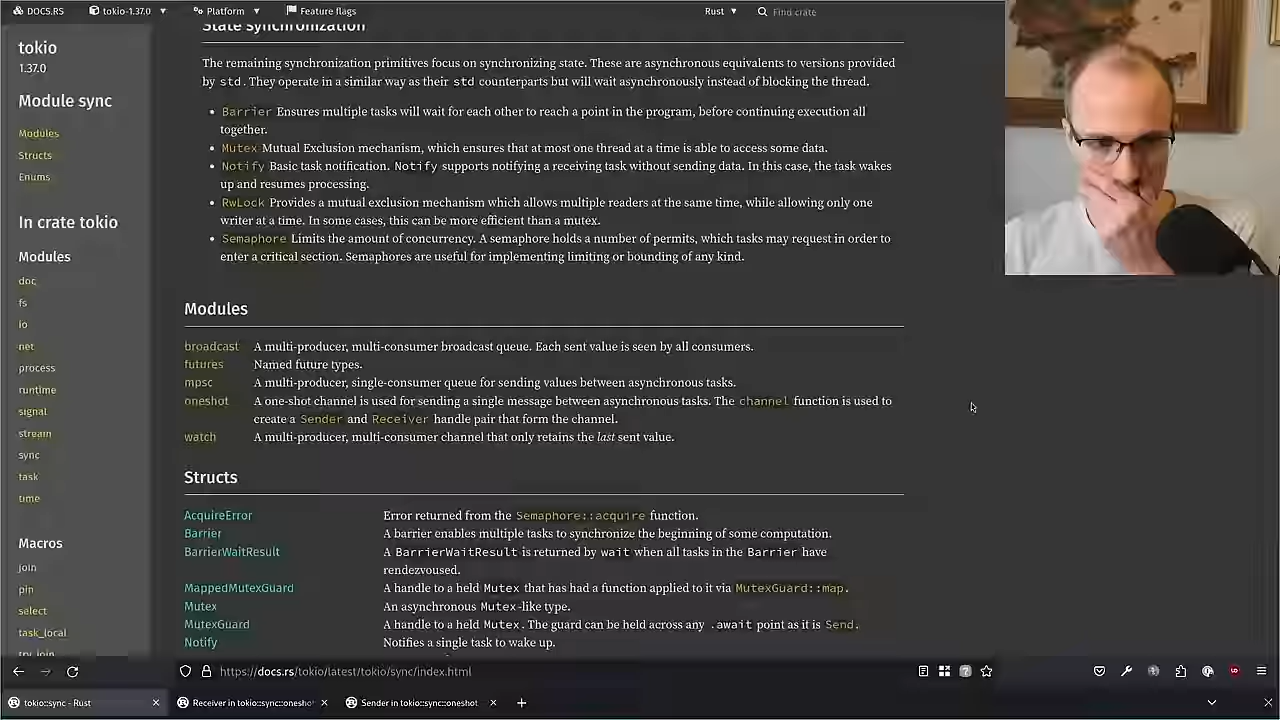 DOCS.RS
tokio-1.37.0
Platform
Feature flags
Rust
Find crate
tokio
1.37.0
Module sync
Modules
Structs
Enums
In crate tokio
Modules
doc
fs
io
net
process
runtime
signal
stream
sync
task
time
Macros
join
pin
select
task_local
try_join
State synchronization
The remaining synchronization primitives focus on synchronizing state. These are asynchronous equivalents to versions provided
by std. They operate in a similar way as their std counterparts but will wait asynchronously instead of blocking the thread.
• Barrier Ensures multiple tasks will wait for each other to reach a point in the program, before continuing execution all
together.
• Mutex Mutual Exclusion mechanism, which ensures that at most one thread at a time is able to access some data.
• Notify Basic task notification. Notify supports notifying a receiving task without sending data. In this case, the task wakes
up and resumes processing.
• RwLock Provides a mutual exclusion mechanism which allows multiple readers at the same time, while allowing only one
writer at a time. In some cases, this can be more efficient than a mutex.
• Semaphore Limits the amount of concurrency. A semaphore holds a number of permits, which tasks may request in order to
enter a critical section. Semaphores are useful for implementing limiting or bounding of any kind.
Modules
broadcast A multi-producer, multi-consumer broadcast queue. Each sent value is seen by all consumers.
futures Named future types.
mpsc A multi-producer, single-consumer queue for sending values between asynchronous tasks.
oneshot A one-shot channel is used for sending a single message between asynchronous tasks. The channel function is used to
create a Sender and Receiver handle pair that form the channel.
watch A multi-producer, multi-consumer channel that only retains the last sent value.
Structs
AcquireError Error returned from the Semaphore::acquire function.
Barrier A barrier enables multiple tasks to synchronize the beginning of some computation.
BarrierWaitResult A BarrierWaitResult is returned by wait when all tasks in the Barrier have
rendezvoused.
MappedMutexGuard A handle to a held Mutex that has had a function applied to it via MutexGuard::map.
Mutex An asynchronous Mutex-like type.
MutexGuard A handle to a held Mutex. The guard can be held across any .await point as it is Send.
Notify Notifies a single task to wake up.
https://docs.rs/tokio/latest/tokio/sync/index.html
tokio::sync - Rust
Receiver in tokio::sync::oneshot
Sender in tokio::sync::oneshot